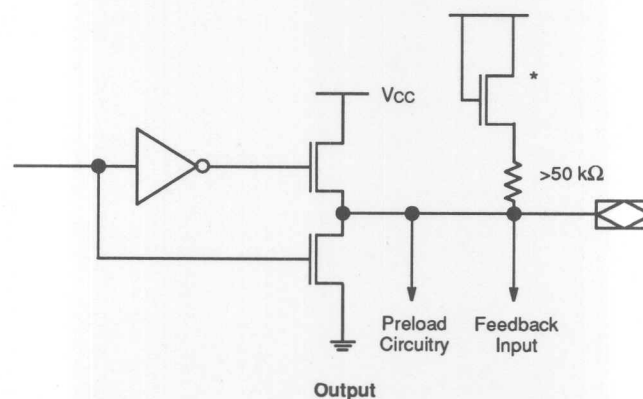 Vcc
*
>50 kΩ
Preload
Circuitry
Feedback
Input
Output